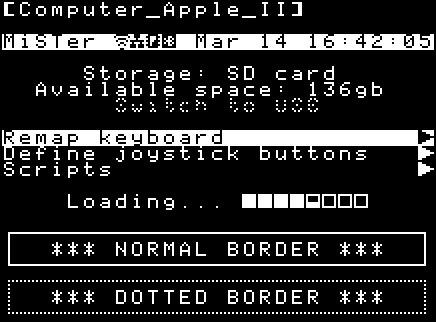 [Computer_Apple_II]
MiSTer Mar 14 16:42:05
Storage: SD card
Available space: 136gb
Switch to USB
Remap keyboard
Define joystick buttons
Scripts
Loading...
*** NORMAL BORDER ***
*** DOTTED BORDER ***